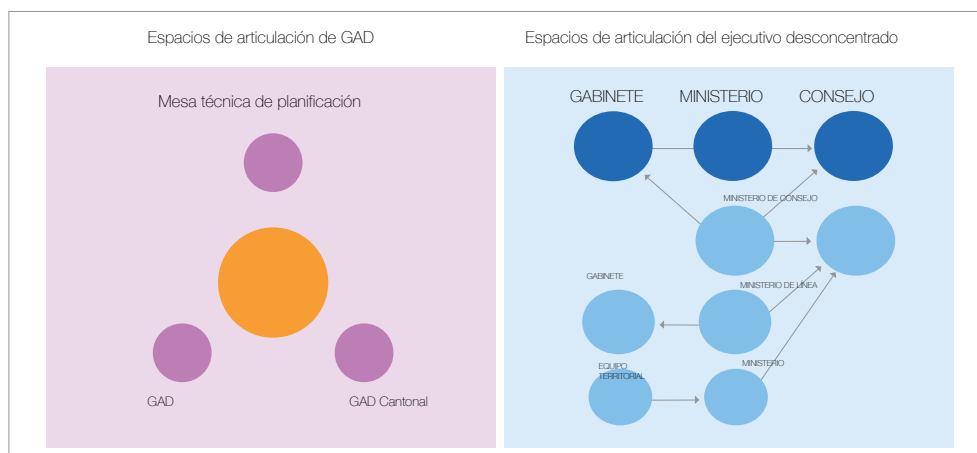 Espacios de articulación de GAD
Espacios de articulación del ejecutivo desconcentrado
Mesa técnica de planificación
GAD
GAD Cantonal
GABINETE
MINISTERIO
CONSEJO
MINISTERIO DE CONSEJO
GABINETE
MINISTERIO DE LINEA
EQUIPO
TERRITORIAL
MINISTERIO